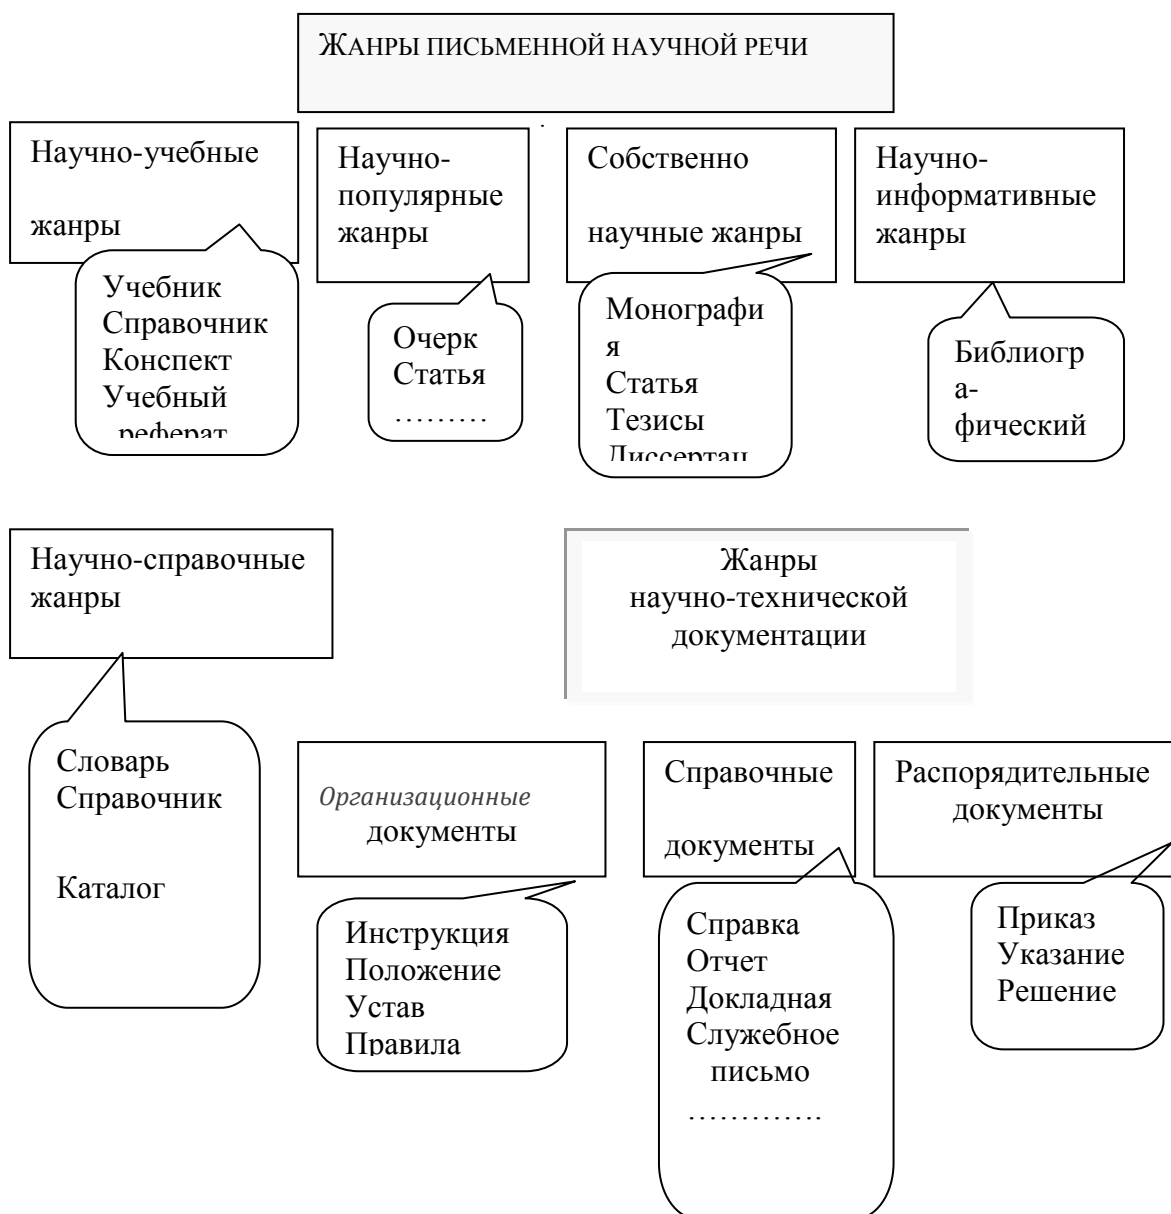 ЖАНРЫ ПИСЬМЕННОЙ НАУЧНОЙ РЕЧИ
.
Научно-учебные
жанры
Научно-
популярные
жанры
Собственно
научные жанры
Научно-
информативные
жанры
Учебник
Справочник
Конспект
Учебный
реферат
Очерк
Статья
.........
Монографи
я
Статья
Тезисы
Диссертац
Библиогр
а-
фический
Научно-справочные
жанры
Жанры
научно-технической
документации
Словарь
Справочник
Каталог
Организационные
документы
Справочные
документы
Распорядительные
документы
Инструкция
Положение
Устав
Правила
Справка
Отчет
Докладная
Служебное
письмо
.............
Приказ
Указание
Решение